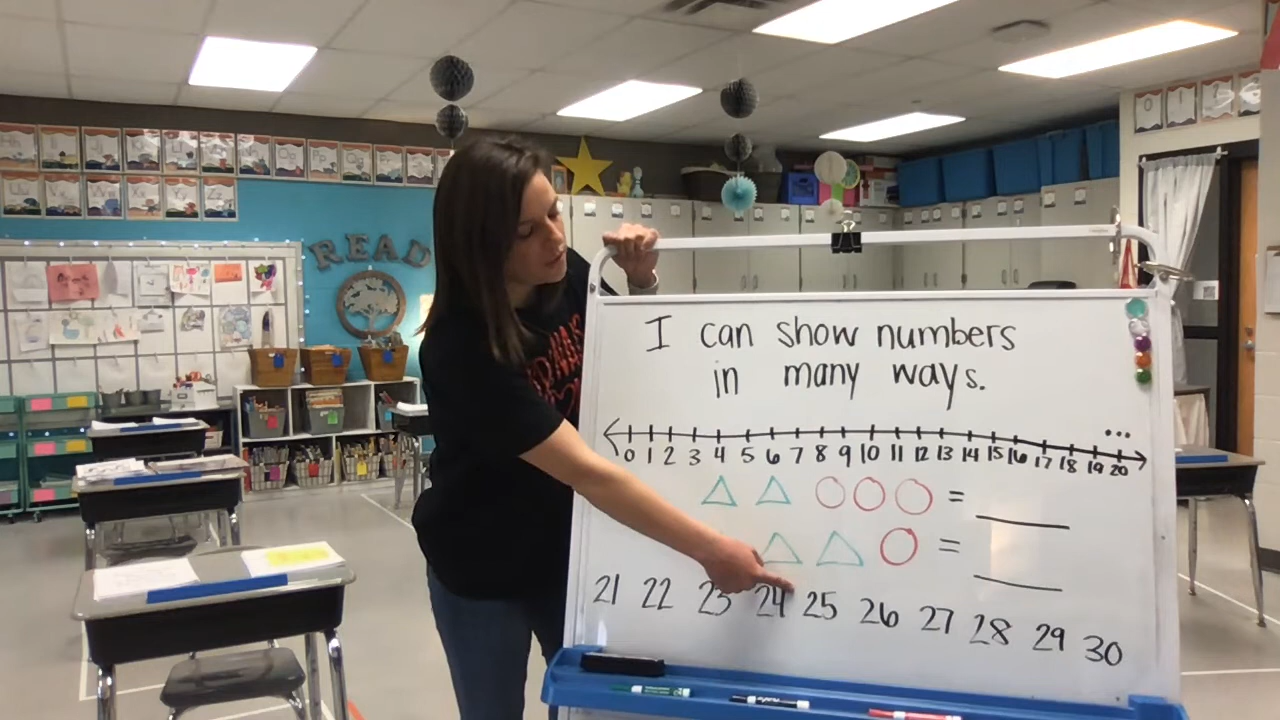 READ
I can show numbers
in many ways.
...
0 1 2 3 4 5 6 7 8 9 10 11 12 13 14 15 16 17 18 19 20
=
=
21 22 23 24 25 26 27 28 29 30